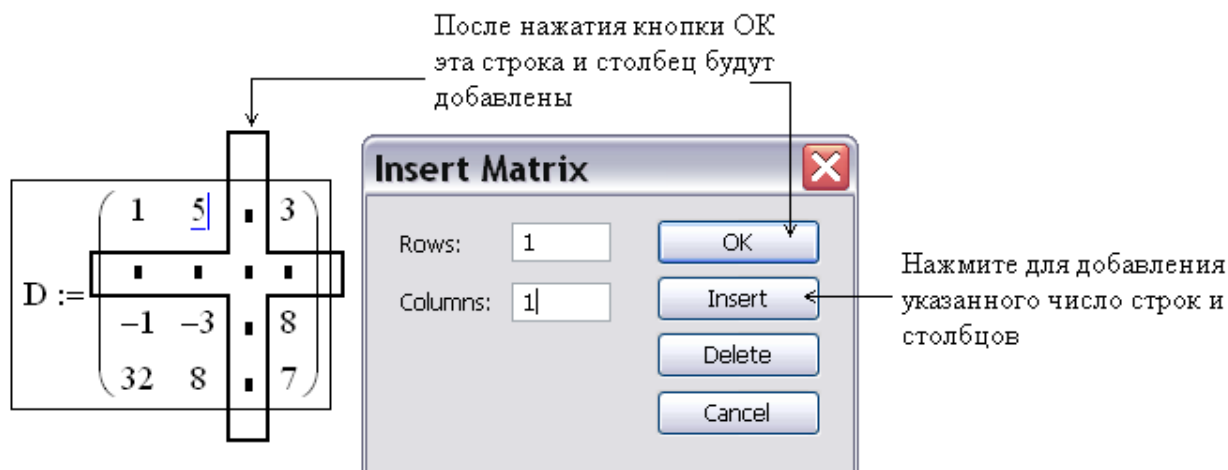 После нажатия кнопки ОК
эта строка и столбец будут
добавлены
Insert Matrix
Rows: 1
OK
Columns: 1
Insert
Delete
Cancel
Нажмите для добавления
указанного число строк и
столбцов
D :=
1 5 ▪ 3
▪ ▪ ▪ ▪
−1 −3 ▪ 8
32 8 ▪ 7